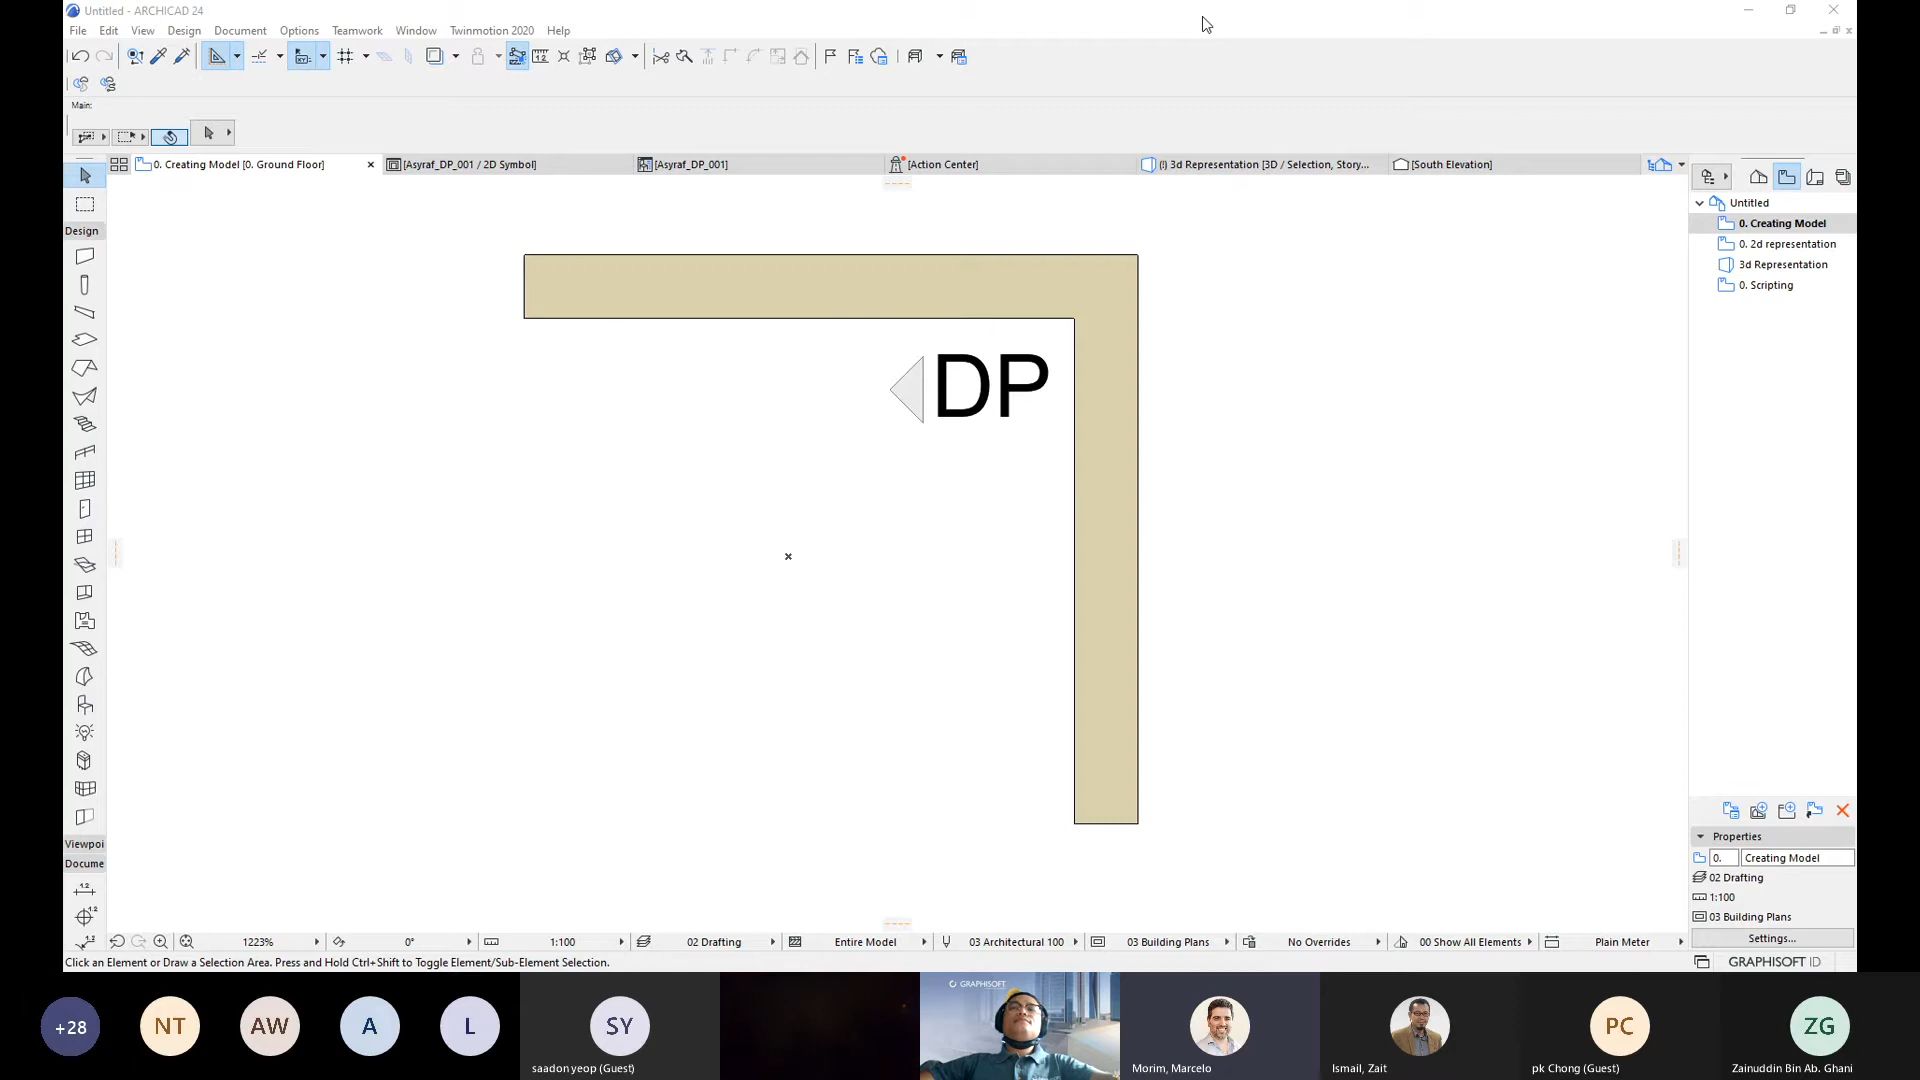 Untitled - ARCHICAD 24
File Edit View Design Document Options Teamwork Window Twinmotion 2020 Help
Main:
0. Creating Model [0. Ground Floor]
[Asyraf_DP_001 / 2D Symbol]
[Asyraf_DP_001]
[Action Center]
(!) 3d Representation [3D / Selection, Story...
[South Elevation]
Design
Untitled
0. Creating Model
0. 2d representation
3d Representation
0. Scripting
DP
Viewpoi
Docume
Properties
0. Creating Model
02 Drafting
1:100
03 Building Plans
Settings...
1223% 0° 1:100 02 Drafting Entire Model 03 Architectural 100 03 Building Plans No Overrides 00 Show All Elements Plain Meter
Click an Element or Draw a Selection Area. Press and Hold Ctrl+Shift to Toggle Element/Sub-Element Selection.
GRAPHISOFT ID
+28
NT
AW
A
L
SY
saadon yeop (Guest)
GRAPHISOFT
Morim, Marcelo
Ismail, Zait
PC
pk Chong (Guest)
ZG
Zainuddin Bin Ab. Ghani